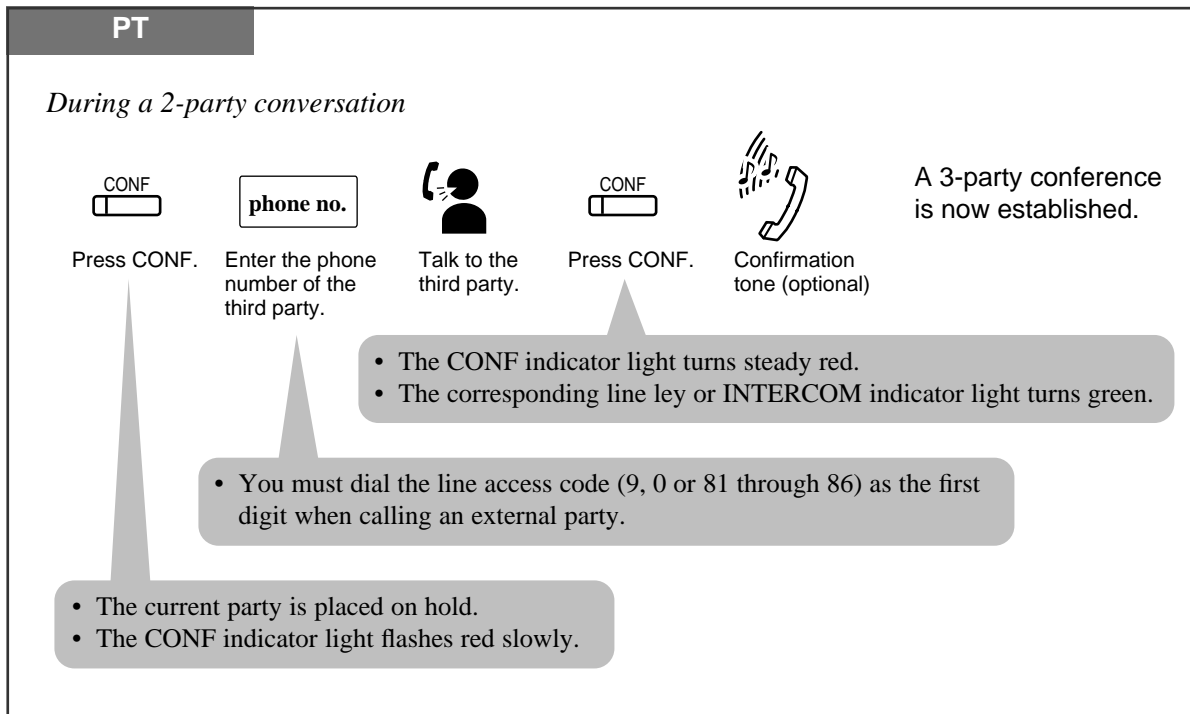 PT
During a 2-party conversation
CONF
phone no.
CONF
A 3-party conference
is now established.
Press CONF.
Enter the phone
number of the
third party.
Talk to the
third party.
Press CONF.
Confirmation
tone (optional)
• The CONF indicator light turns steady red.
• The corresponding line ley or INTERCOM indicator light turns green.
• You must dial the line access code (9, 0 or 81 through 86) as the first
digit when calling an external party.
• The current party is placed on hold.
• The CONF indicator light flashes red slowly.